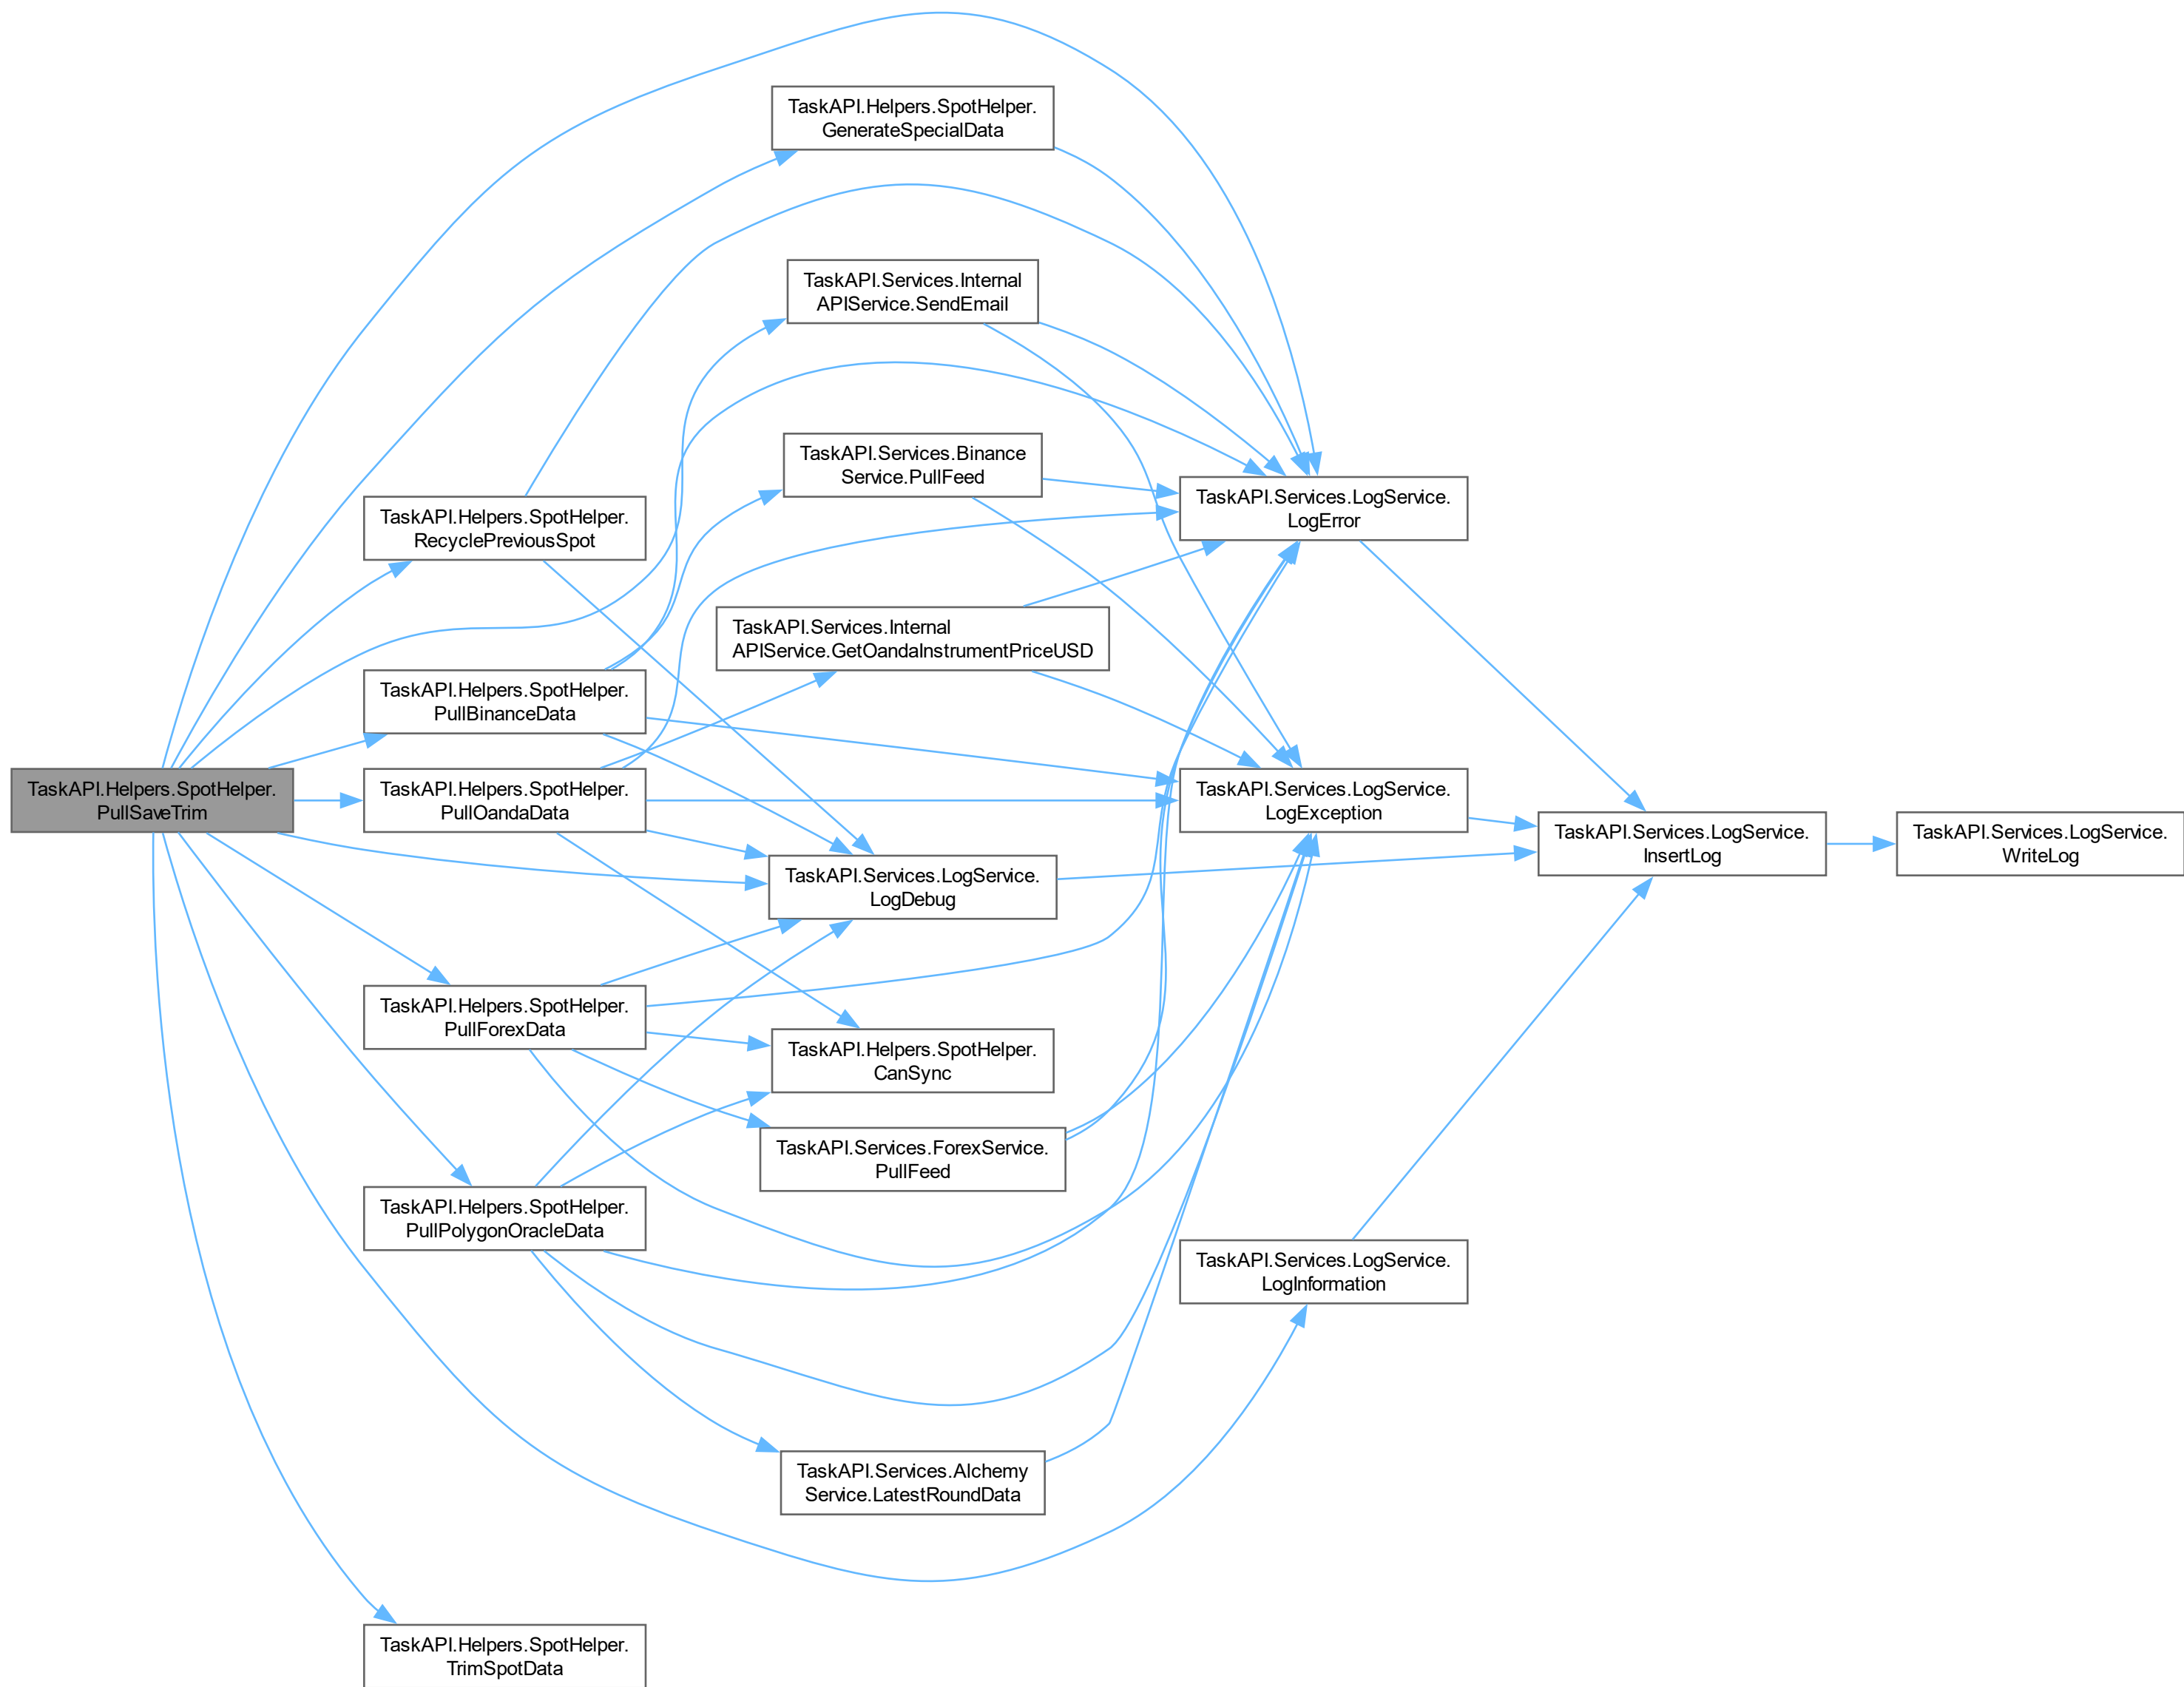 TaskAPI.Helpers.SpotHelper.
GenerateSpecialData
TaskAPI.Services.Internal
APIService.SendEmail
TaskAPI.Services.Binance
Service.PullFeed
TaskAPI.Services.LogService.
LogError
TaskAPI.Helpers.SpotHelper.
RecyclePreviousSpot
TaskAPI.Services.Internal
APIService.GetOandaInstrumentPriceUSD
TaskAPI.Helpers.SpotHelper.
PullBinanceData
TaskAPI.Helpers.SpotHelper.
PullSaveTrim
TaskAPI.Helpers.SpotHelper.
PullOandaData
TaskAPI.Services.LogService.
LogException
TaskAPI.Services.LogService.
InsertLog
TaskAPI.Services.LogService.
WriteLog
TaskAPI.Services.LogService.
LogDebug
TaskAPI.Helpers.SpotHelper.
PullForexData
TaskAPI.Helpers.SpotHelper.
CanSync
TaskAPI.Services.ForexService.
PullFeed
TaskAPI.Helpers.SpotHelper.
PullPolygonOracleData
TaskAPI.Services.LogService.
LogInformation
TaskAPI.Services.Alchemy
Service.LatestRoundData
TaskAPI.Helpers.SpotHelper.
TrimSpotData